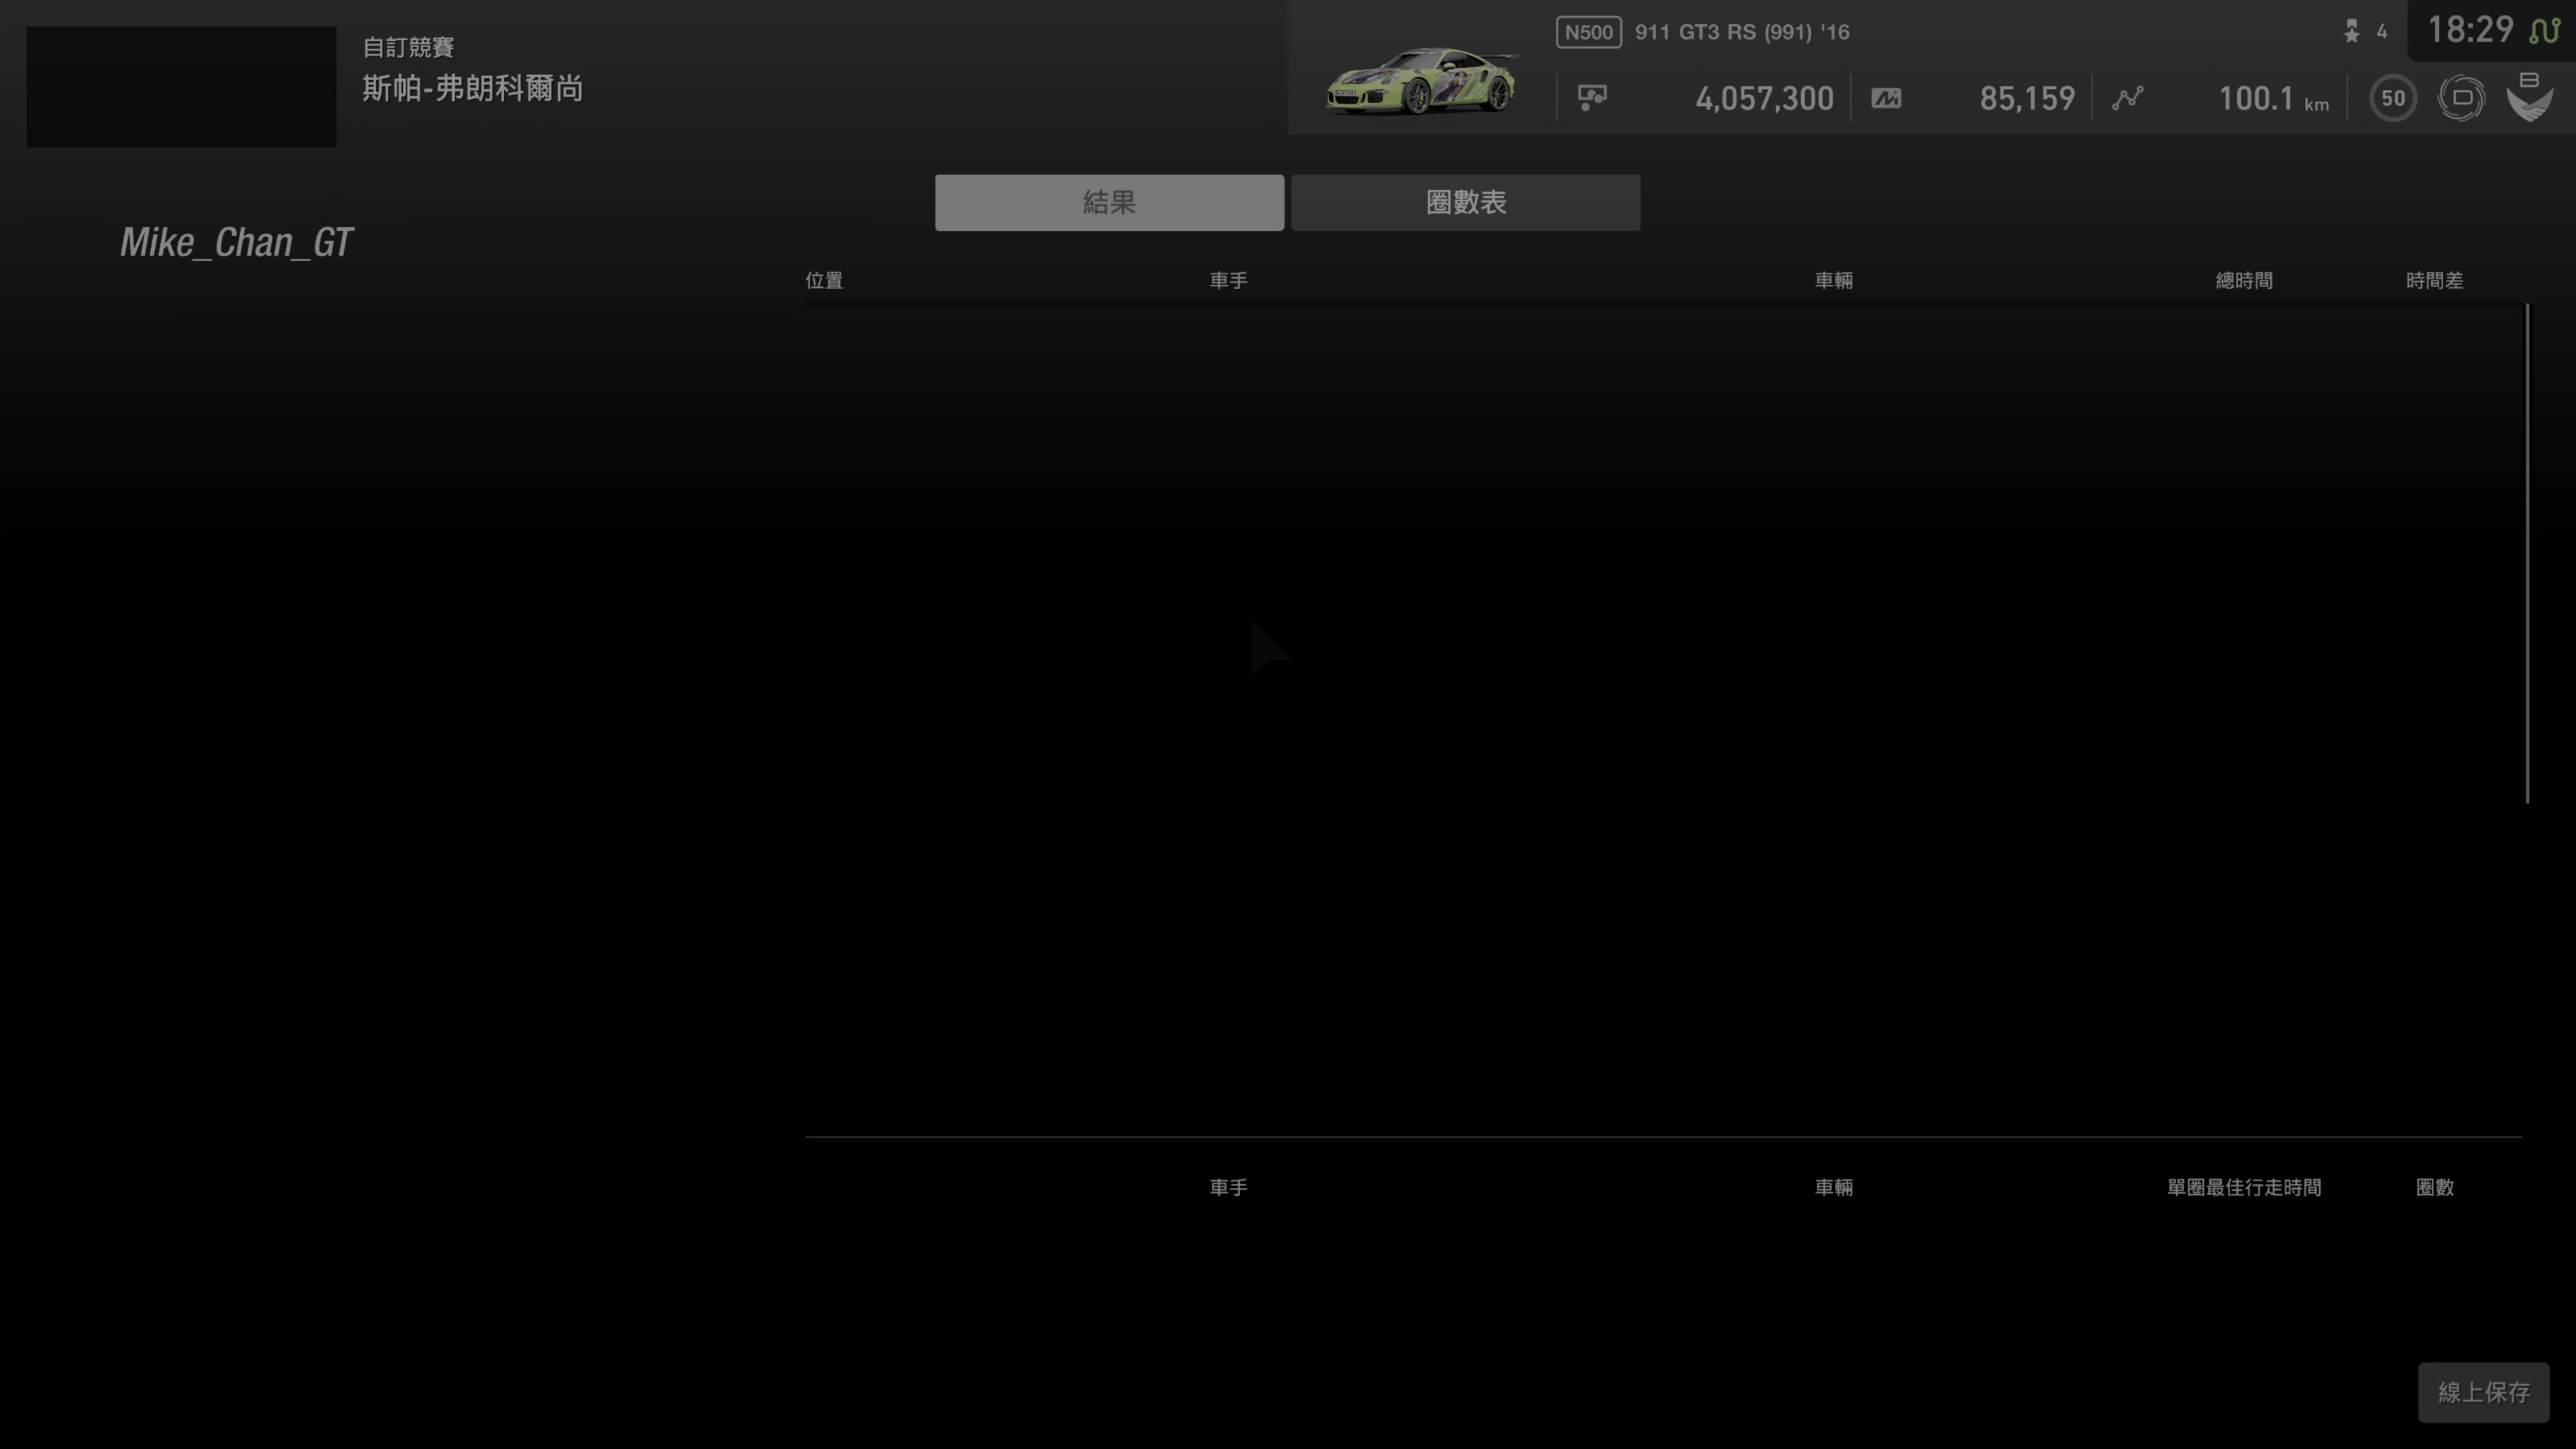 自訂競賽
斯帕-弗朗科爾尚
N500 911 GT3 RS (991) '16
4
18:29
4,057,300
85,159
100.1 km
50
D
B
結果
圈數表
Mike_Chan_GT
位置 車手 車輛 總時間 時間差
車手 車輛 單圈最佳行走時間 圈數
線上保存